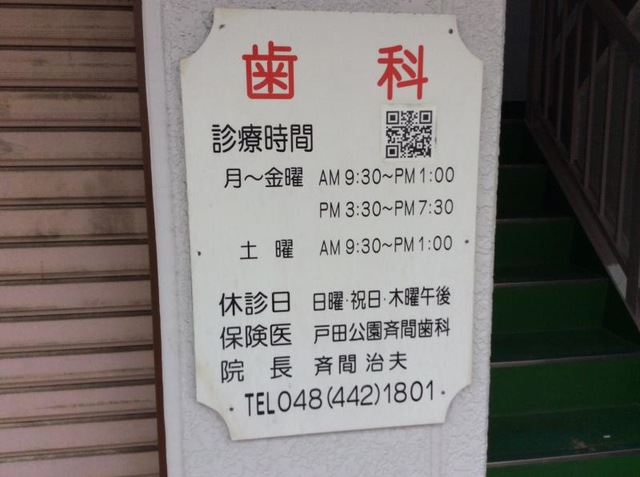 歯科
診療時間
月～金曜 AM 9:30～PM 1:00
PM 3:30～PM 7:30
土曜 AM 9:30～PM 1:00
休診日 日曜・祝日・木曜午後
保険医 戸田公園斉間歯科
院長 斉間治夫
TEL 048(442)1801